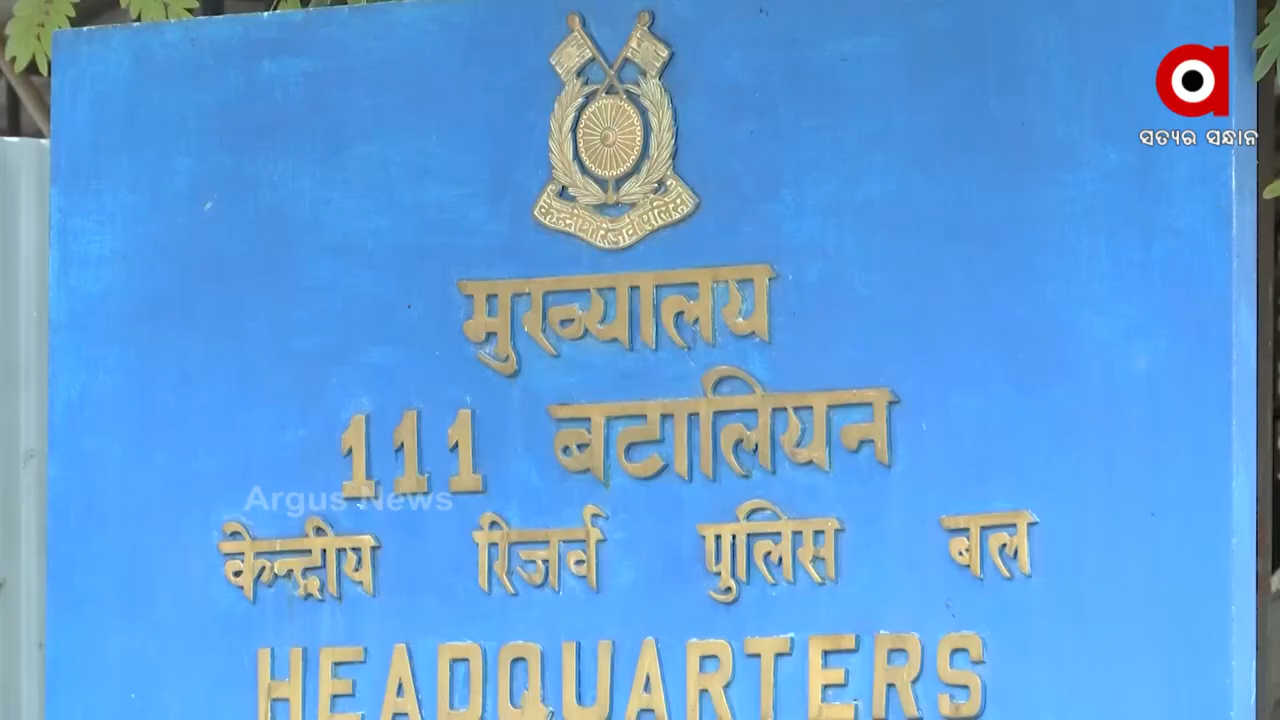 ସତ୍ୟର ସନ୍ଧାନ
मुख्यालय
111 बटालियन
Argus News
केन्द्रीय रिजर्व पुलिस बल
HEADQUARTERS